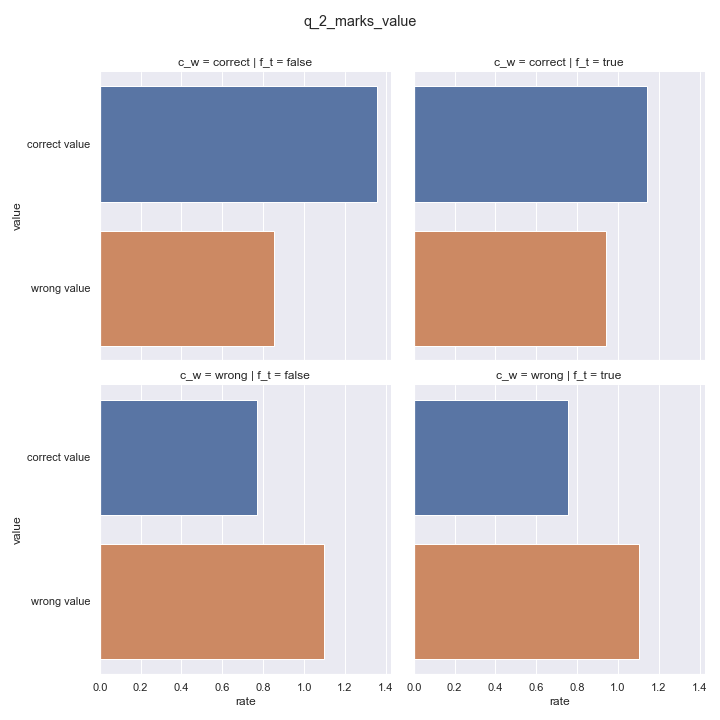 q_2_marks_value
c_w = correct | f_t = false
c_w = correct | f_t = true
correct value
value
wrong value
c_w = wrong | f_t = false
c_w = wrong | f_t = true
correct value
value
wrong value
0.0 0.2 0.4 0.6 0.8 1.0 1.2 1.4
0.0 0.2 0.4 0.6 0.8 1.0 1.2 1.4
rate
rate